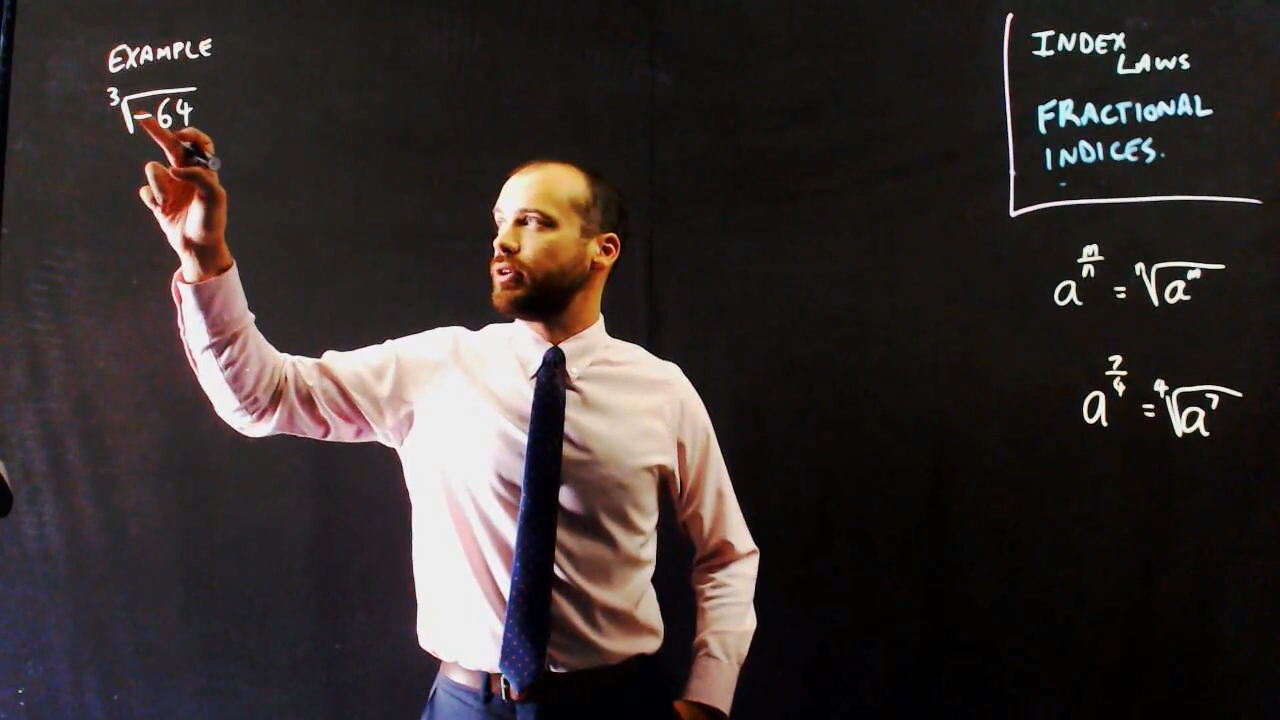 EXAMPLE
³√-64
INDEX
LAWS
FRACTIONAL
INDICES.
a^(m/n) = ⁿ√(a^m)
a^(7/4) = ⁴√(a^7)